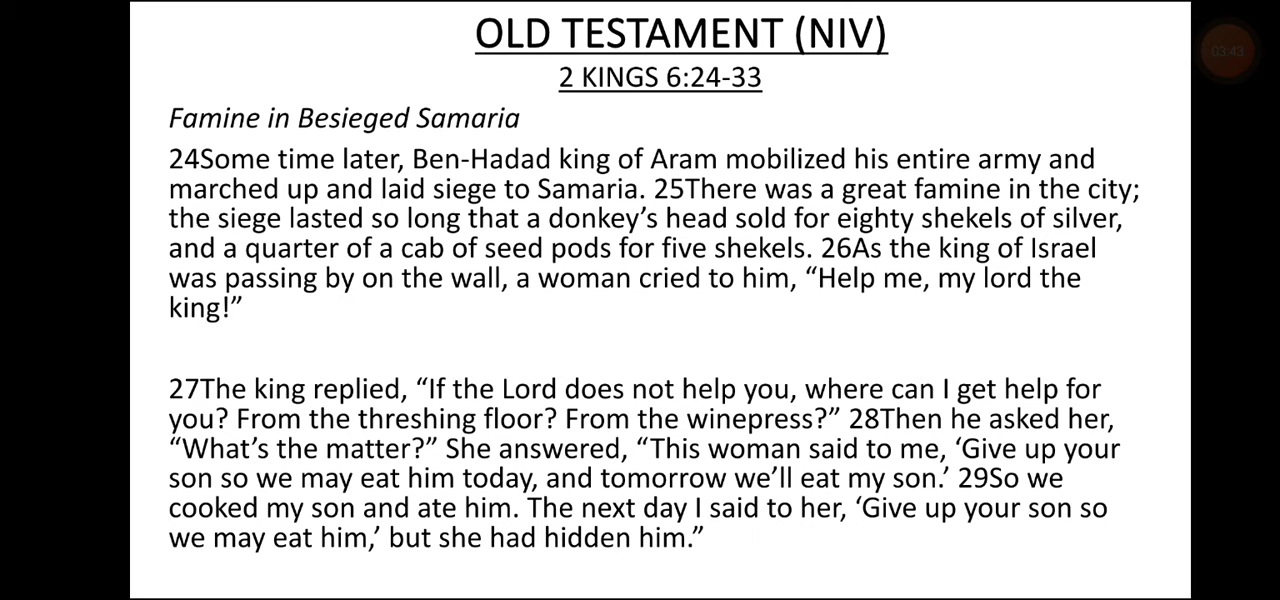 OLD TESTAMENT (NIV)
2 KINGS 6:24-33
03:43
Famine in Besieged Samaria
24Some time later, Ben-Hadad king of Aram mobilized his entire army and
marched up and laid siege to Samaria. 25There was a great famine in the city;
the siege lasted so long that a donkey’s head sold for eighty shekels of silver,
and a quarter of a cab of seed pods for five shekels. 26As the king of Israel
was passing by on the wall, a woman cried to him, “Help me, my lord the
king!”
27The king replied, “If the Lord does not help you, where can I get help for
you? From the threshing floor? From the winepress?” 28Then he asked her,
“What’s the matter?” She answered, “This woman said to me, ‘Give up your
son so we may eat him today, and tomorrow we’ll eat my son.’ 29So we
cooked my son and ate him. The next day I said to her, ‘Give up your son so
we may eat him,’ but she had hidden him.”